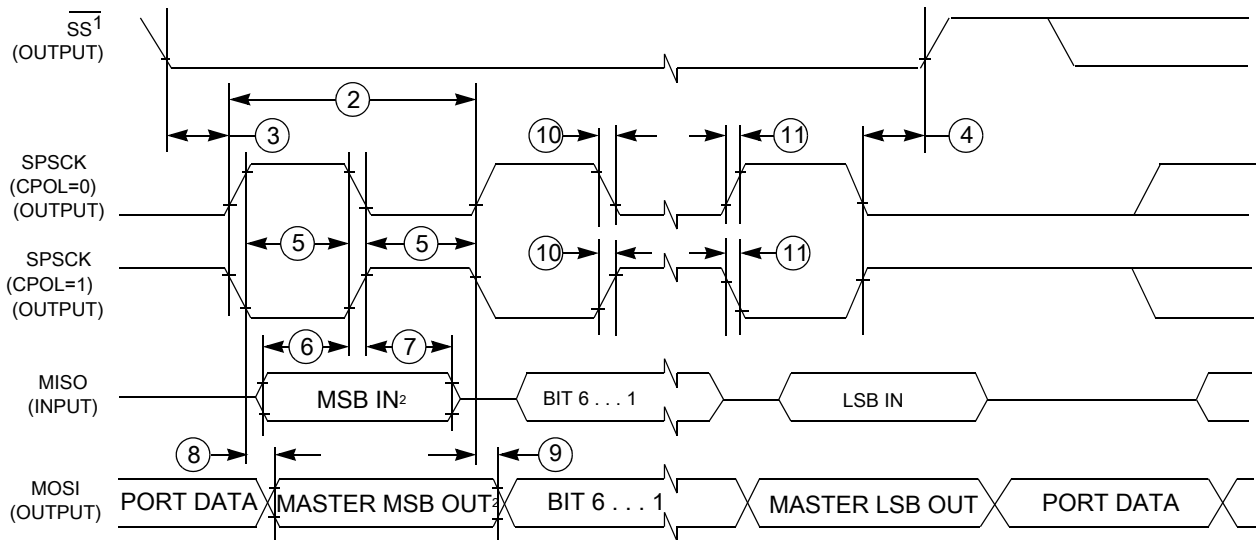 SS1
(OUTPUT)
2
3
10
11
4
SPSCK
(CPOL=0)
(OUTPUT)
5
5
SPSCK
(CPOL=1)
(OUTPUT)
10
11
6
7
MISO
(INPUT)
MSB IN2
BIT 6 . . . 1
LSB IN
8
9
MOSI
(OUTPUT)
PORT DATA
MASTER MSB OUT2
BIT 6 . . . 1
MASTER LSB OUT
PORT DATA